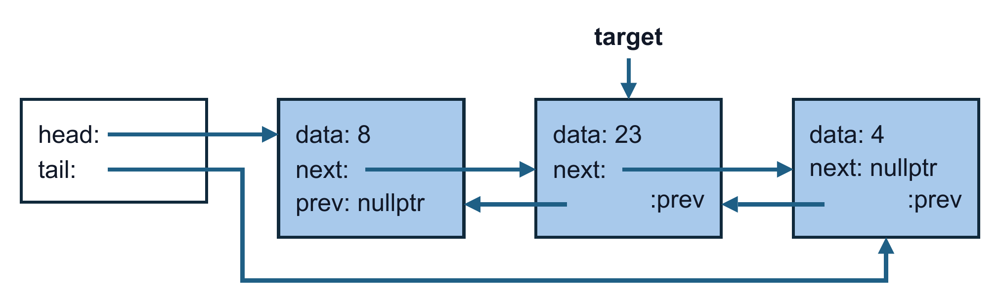 target
head:
tail:
data: 8
next:
prev: nullptr
data: 23
next:
:prev
data: 4
next: nullptr
:prev